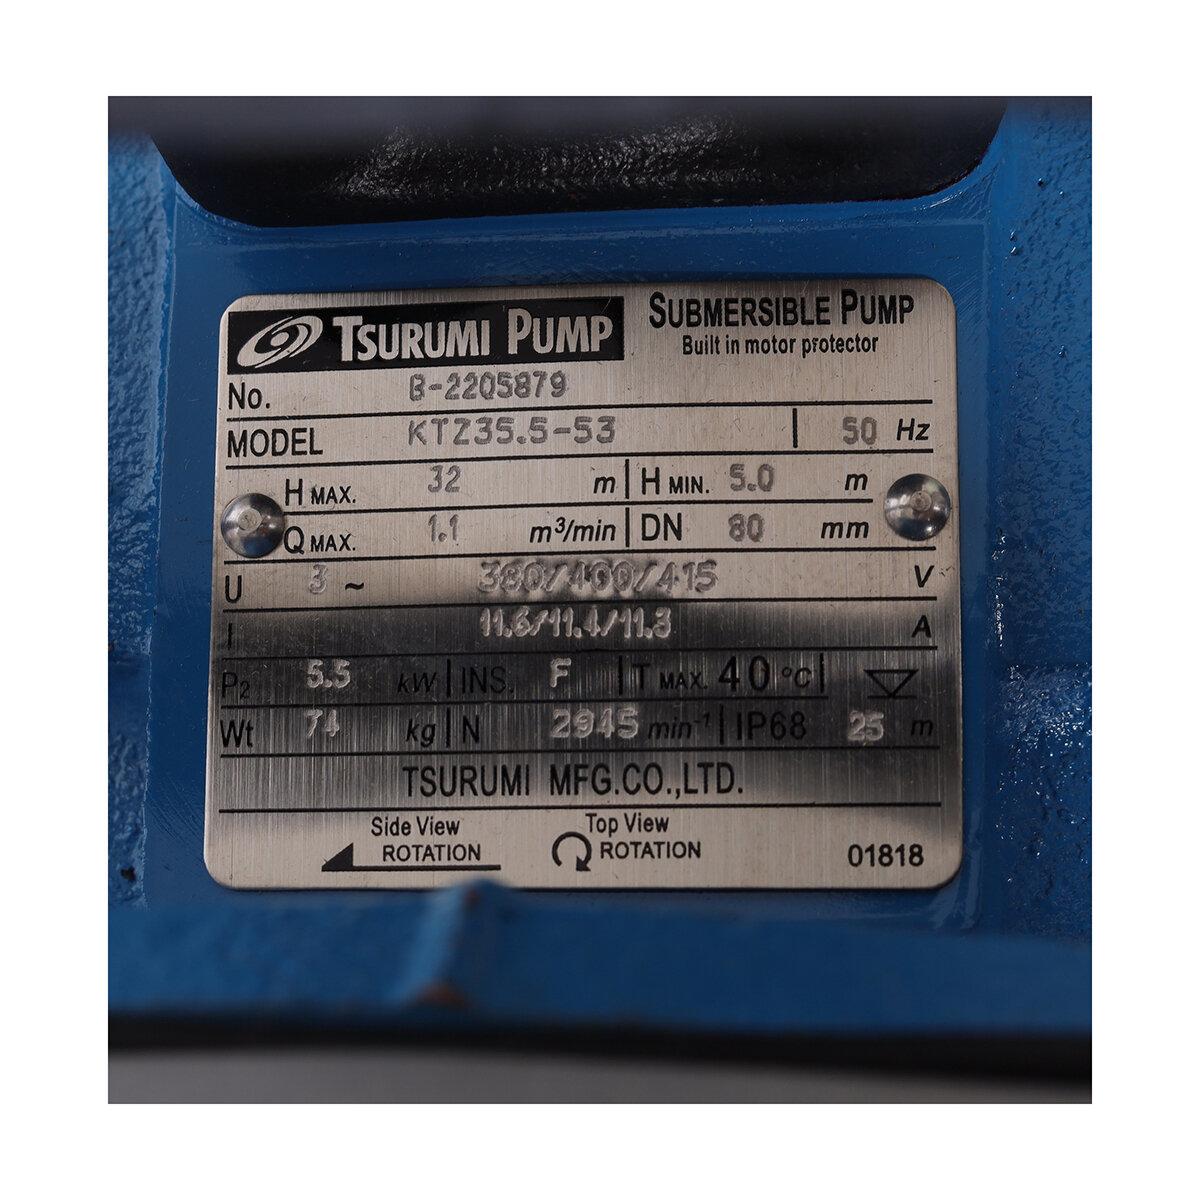 TSURUMI PUMP SUBMERSIBLE PUMP
Built in motor protector
No. B-2205879
MODEL KTZ35.5-53 50 Hz
H MAX. 32 m H MIN. 5.0 m
Q MAX. 1.1 m³/min DN 80 mm
U 3 ~ 380/400/415 V
I 11.6/11.4/11.3 A
P2 5.5 kW INS. F T MAX. 40 °C
Wt 74 kg N 2945 min⁻¹ IP68 25 m
TSURUMI MFG.CO.,LTD.
Side View Top View
ROTATION ROTATION 01818